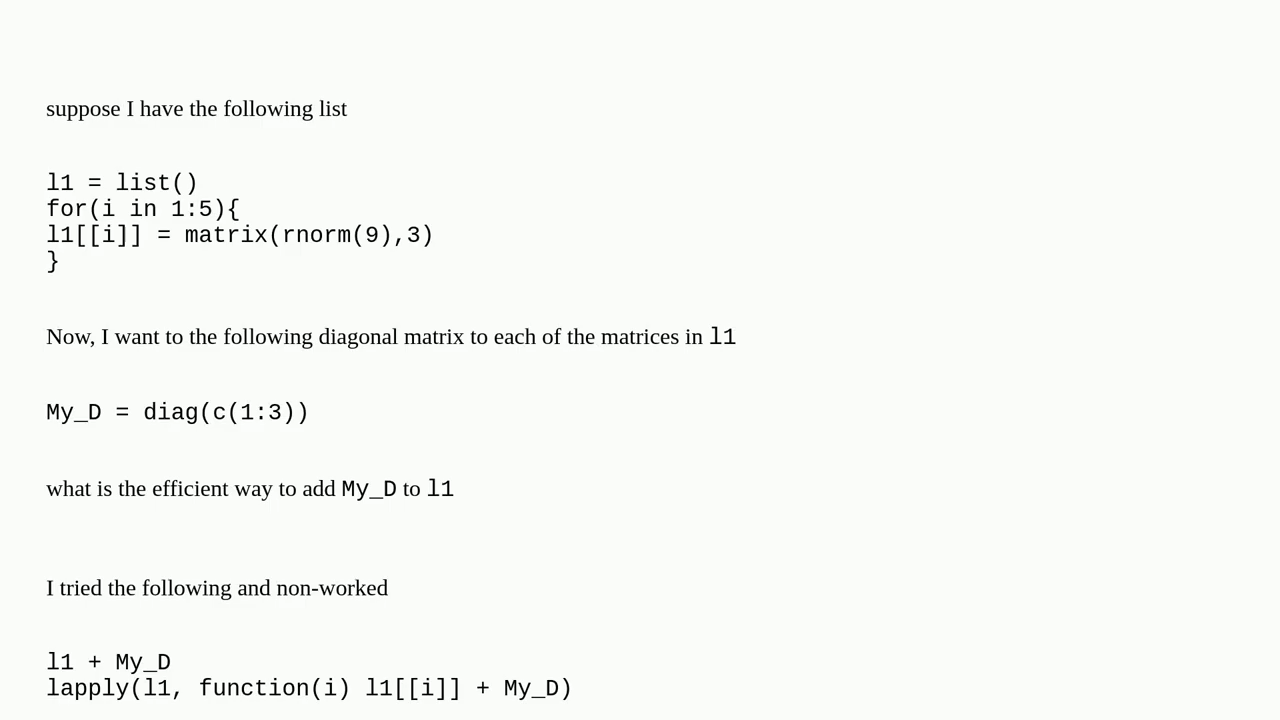 suppose I have the following list
l1 = list()
for(i in 1:5){
l1[[i]] = matrix(rnorm(9),3)
}
Now, I want to the following diagonal matrix to each of the matrices in l1
My_D = diag(c(1:3))
what is the efficient way to add My_D to l1
I tried the following and non-worked
l1 + My_D
lapply(l1, function(i) l1[[i]] + My_D)